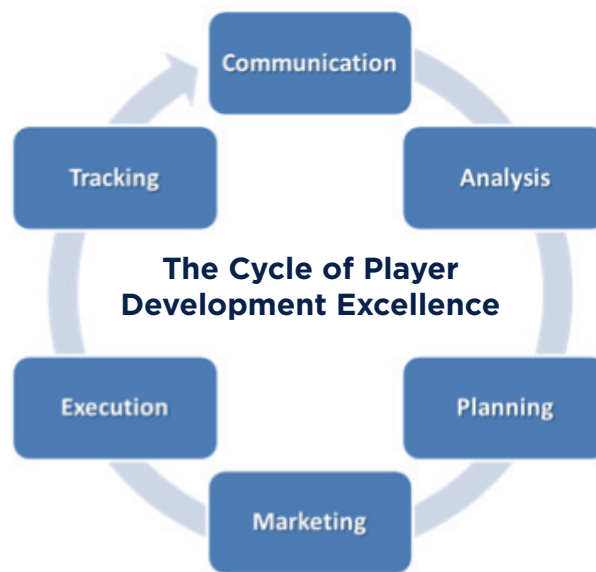 Communication
Analysis
Planning
Marketing
Execution
Tracking
The Cycle of Player
Development Excellence